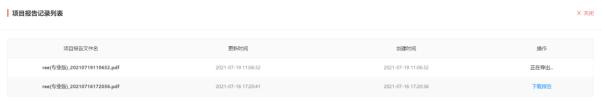 项目报告记录列表
× 关闭
项目报告文件名 更新时间 创建时间 操作
ree(专业版)_20210719110632.pdf 2021-07-19 11:06:32 2021-07-19 11:06:32 正在导出..
ree(专业版)_20210716172036.pdf 2021-07-16 17:20:41 2021-07-16 17:20:36 下载报告